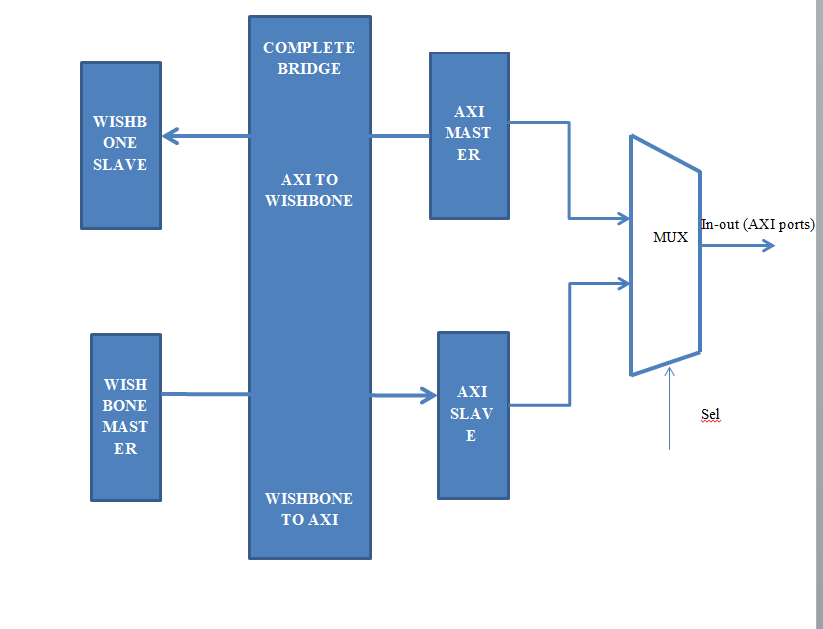 COMPLETE
BRIDGE
WISHB
ONE
SLAVE
AXI TO
WISHBONE
AXI
MAST
ER
MUX
In-out (AXI ports)
WISH
BONE
MAST
ER
AXI
SLAV
E
Sel
WISHBONE
TO AXI